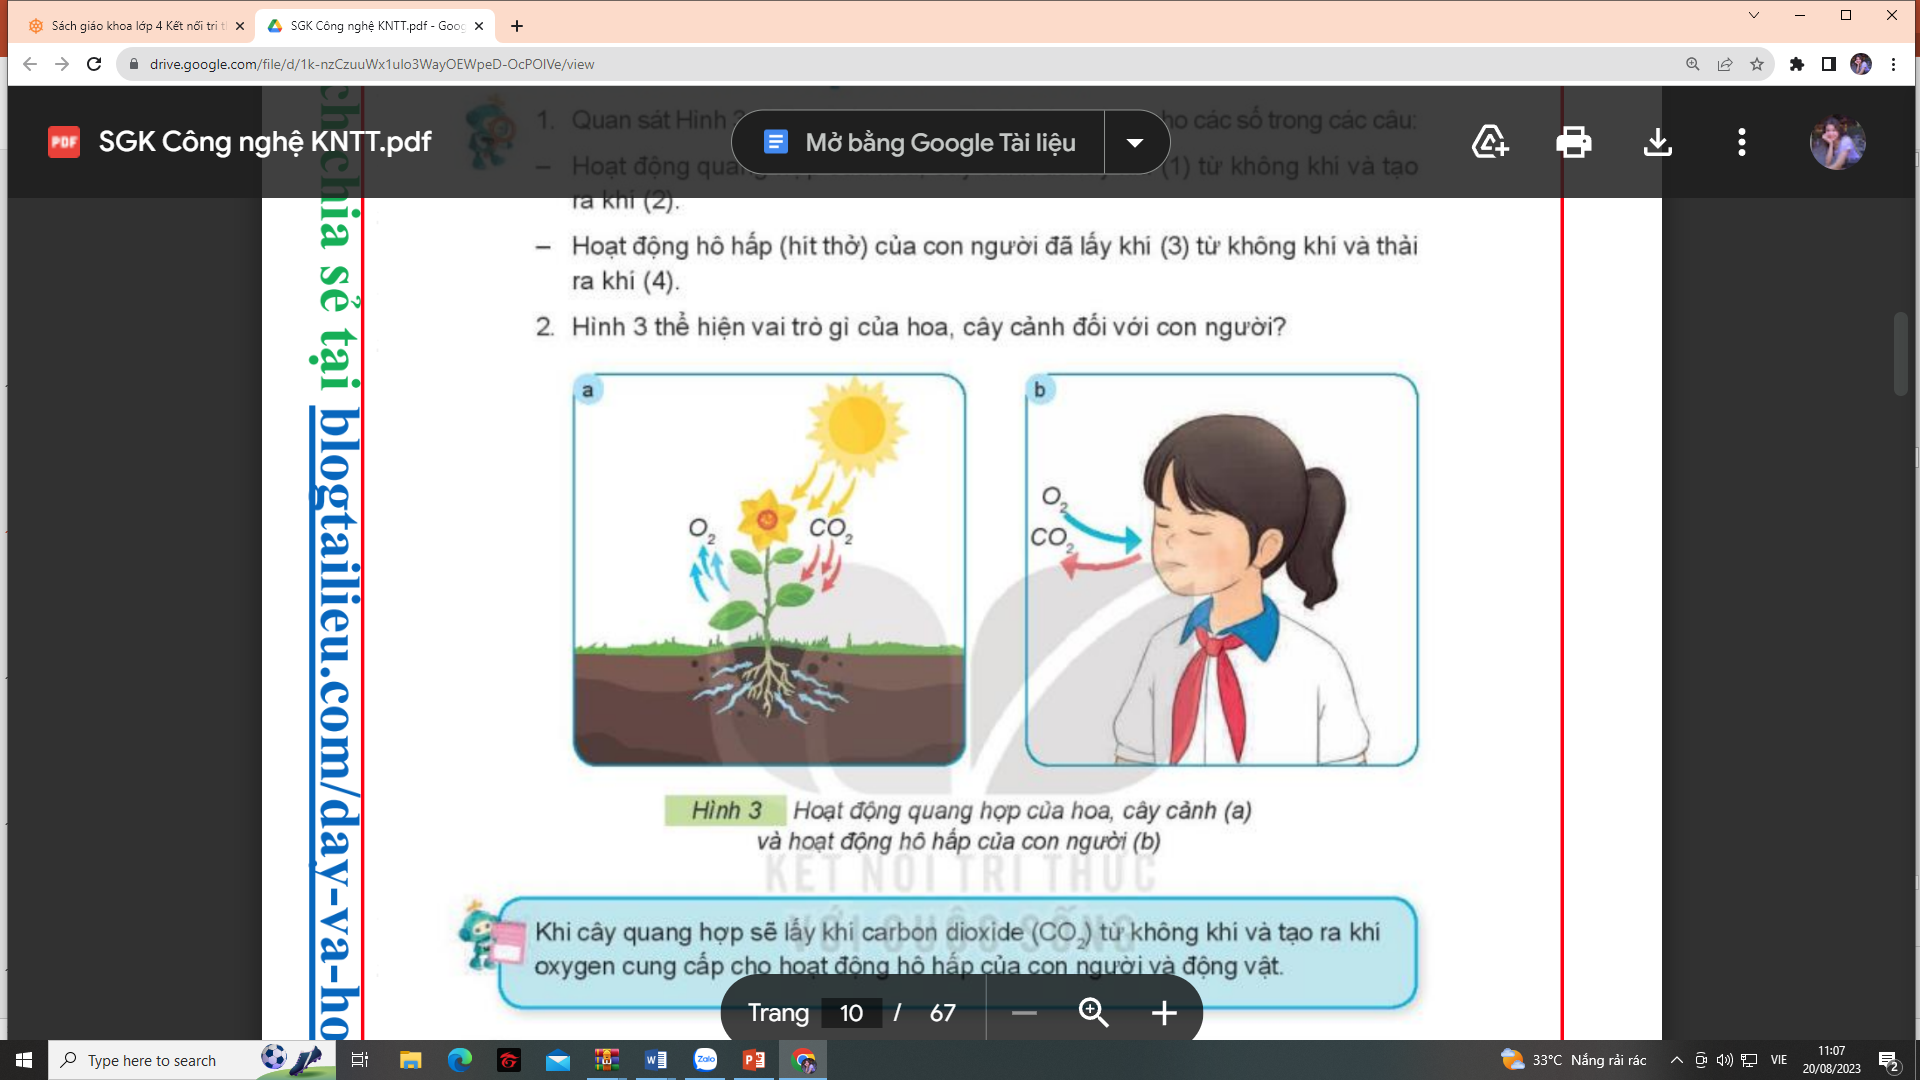 Sách giáo khoa lớp 4 Kết nối tri t
SGK Công nghệ KNTT.pdf - Goog
drive.google.com/file/d/1k-nzCzuuWx1ulo3WayOEWpeD-OcPOIVe/view
PDF SGK Công nghệ KNTT.pdf
Mở bằng Google Tài liệu
1. Quan sát Hình 3
ho các số trong các câu:
– Hoạt động quang
(1) từ không khí và tạo
ra khí (2).
– Hoạt động hô hấp (hít thở) của con người đã lấy khí (3) từ không khí và thải
ra khí (4).
2. Hình 3 thể hiện vai trò gì của hoa, cây cảnh đối với con người?
a
O2
CO2
b
O2
CO2
Hình 3 Hoạt động quang hợp của hoa, cây cảnh (a)
và hoạt động hô hấp của con người (b)
KẾT NỐI TRI THỨC
VỚI CUỘC SỐNG
Khi cây quang hợp sẽ lấy khí carbon dioxide (CO2) từ không khí và tạo ra khí
oxygen cung cấp cho hoạt động hô hấp của con người và động vật.
chia sẻ tại blogtailieu.com/day-va-ho
Trang 10 / 67
Type here to search
Zalo
33°C Nắng rải rác
VIE
11:07
20/08/2023
2